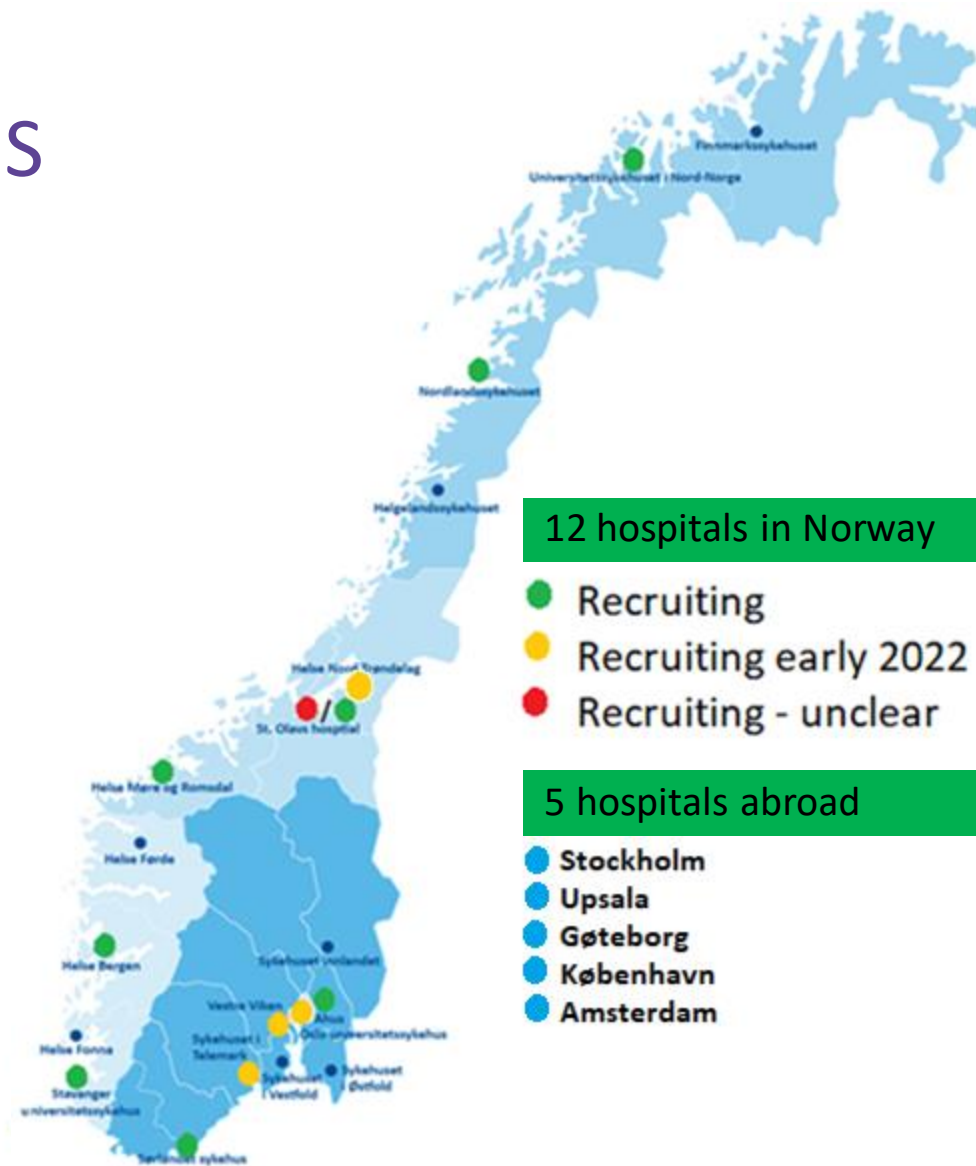 S
Finnmarkssykehuset
Universitetssykehuset i Nord-Norge
Nordlandssykehuset
Helgelandssykehuset
12 hospitals in Norway
Recruiting
Recruiting early 2022
Recruiting - unclear
Helse Nord Trøndelag
/
St. Olavs hosptial
Helse Møre og Romsdal
5 hospitals abroad
Stockholm
Upsala
Gøteborg
København
Amsterdam
Helse Førde
Helse Bergen
Sykehuset Innlandet
Vestre Viken
Ahus
Oslo universitetssykehus
Sykehuset i
Telemark
Helse Fonna
Sykehuset
i Vestfold
Sykehuset
i Østfold
Stavanger
universitetssykehus
Sørlandet sykehus